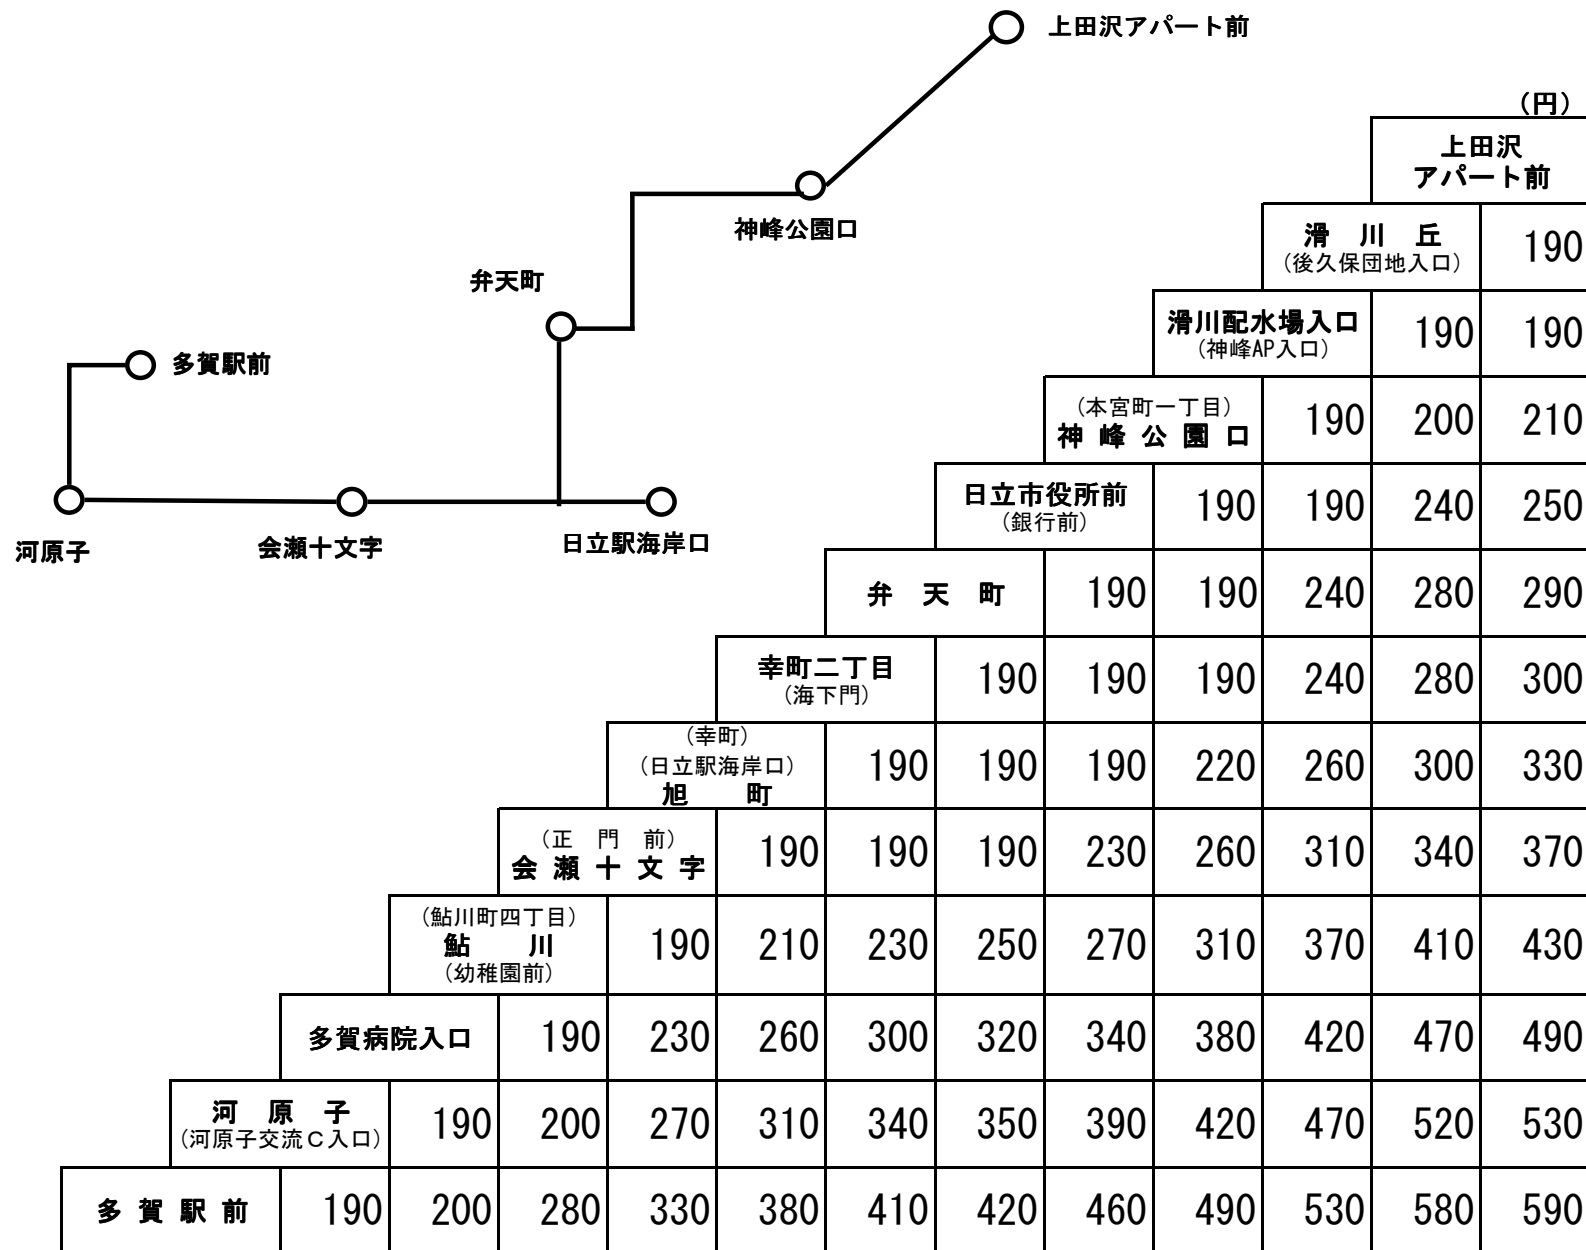 上田沢アパート前
神峰公園口
弁天町
多賀駅前
河原子
会瀬十文字
日立駅海岸口
（円）
上田沢
アパート前
滑川丘
（後久保団地入口）
190
滑川配水場入口
（神峰AP入口）
190 190
（本宮町一丁目）
神峰公園口
190 200 210
日立市役所前
（銀行前）
190 190 240 250
弁天町 190 190 240 280 290
幸町二丁目
（海下門）
190 190 190 240 280 300
（幸町）
（日立駅海岸口）
旭町
190 190 190 220 260 300 330
（正門前）
会瀬十文字
190 190 190 230 260 310 340 370
（鮎川町四丁目）
鮎川
（幼稚園前）
190 210 230 250 270 310 370 410 430
多賀病院入口 190 230 260 300 320 340 380 420 470 490
河原子
（河原子交流Ｃ入口）
190 200 270 310 340 350 390 420 470 520 530
多賀駅前 190 200 280 330 380 410 420 460 490 530 580 590